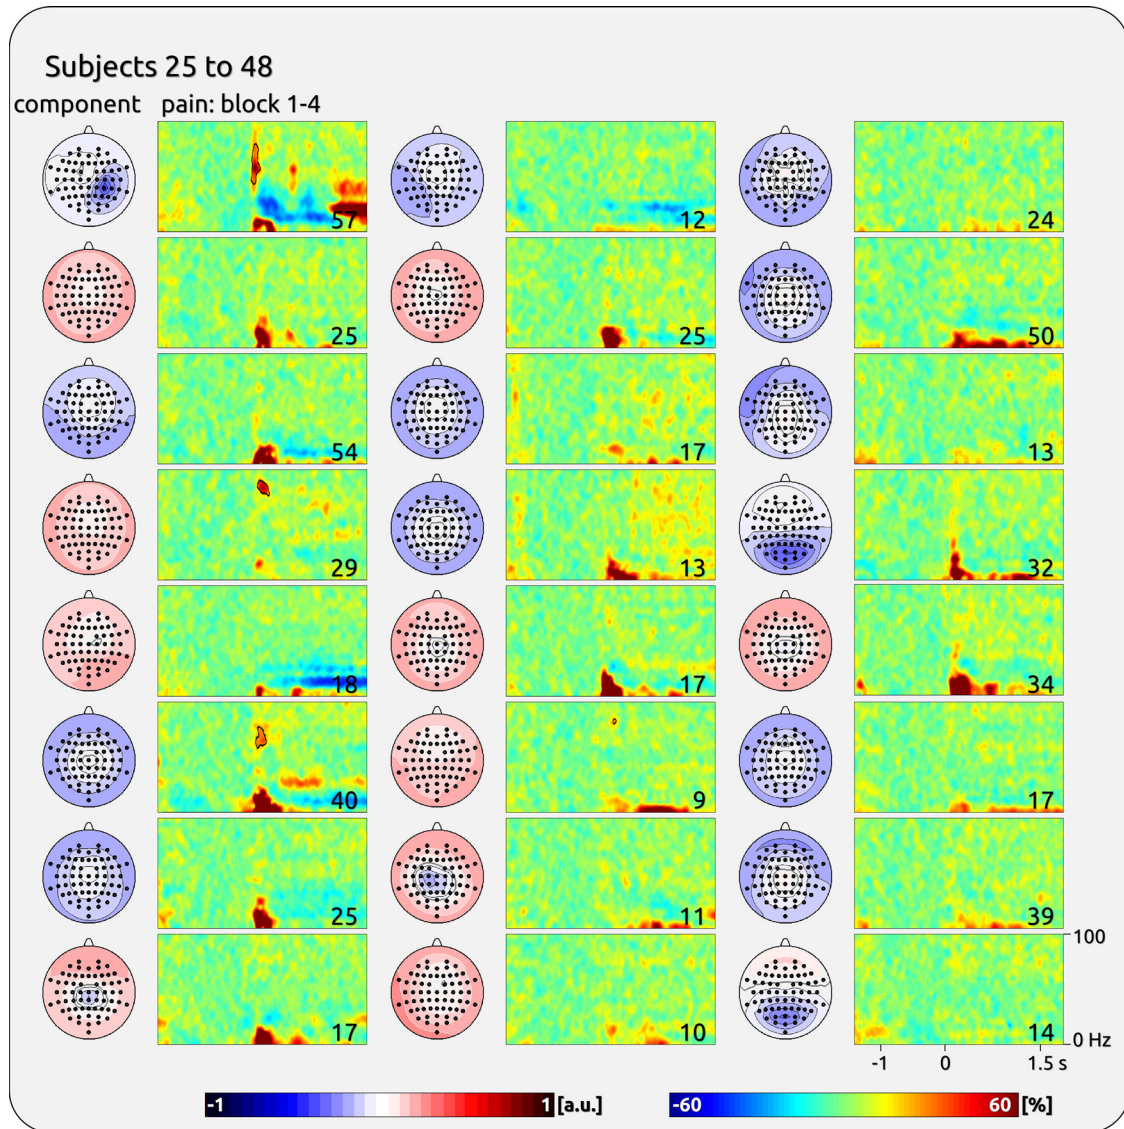 Subjects 25 to 48
component pain: block 1-4
57 12 24
25 25 50
54 17 13
29 13 32
18 17 34
40 9 17
25 11 39
100
17 10 14
0 Hz
-1 0 1.5 s
-1 1 [a.u.] -60 60 [%]